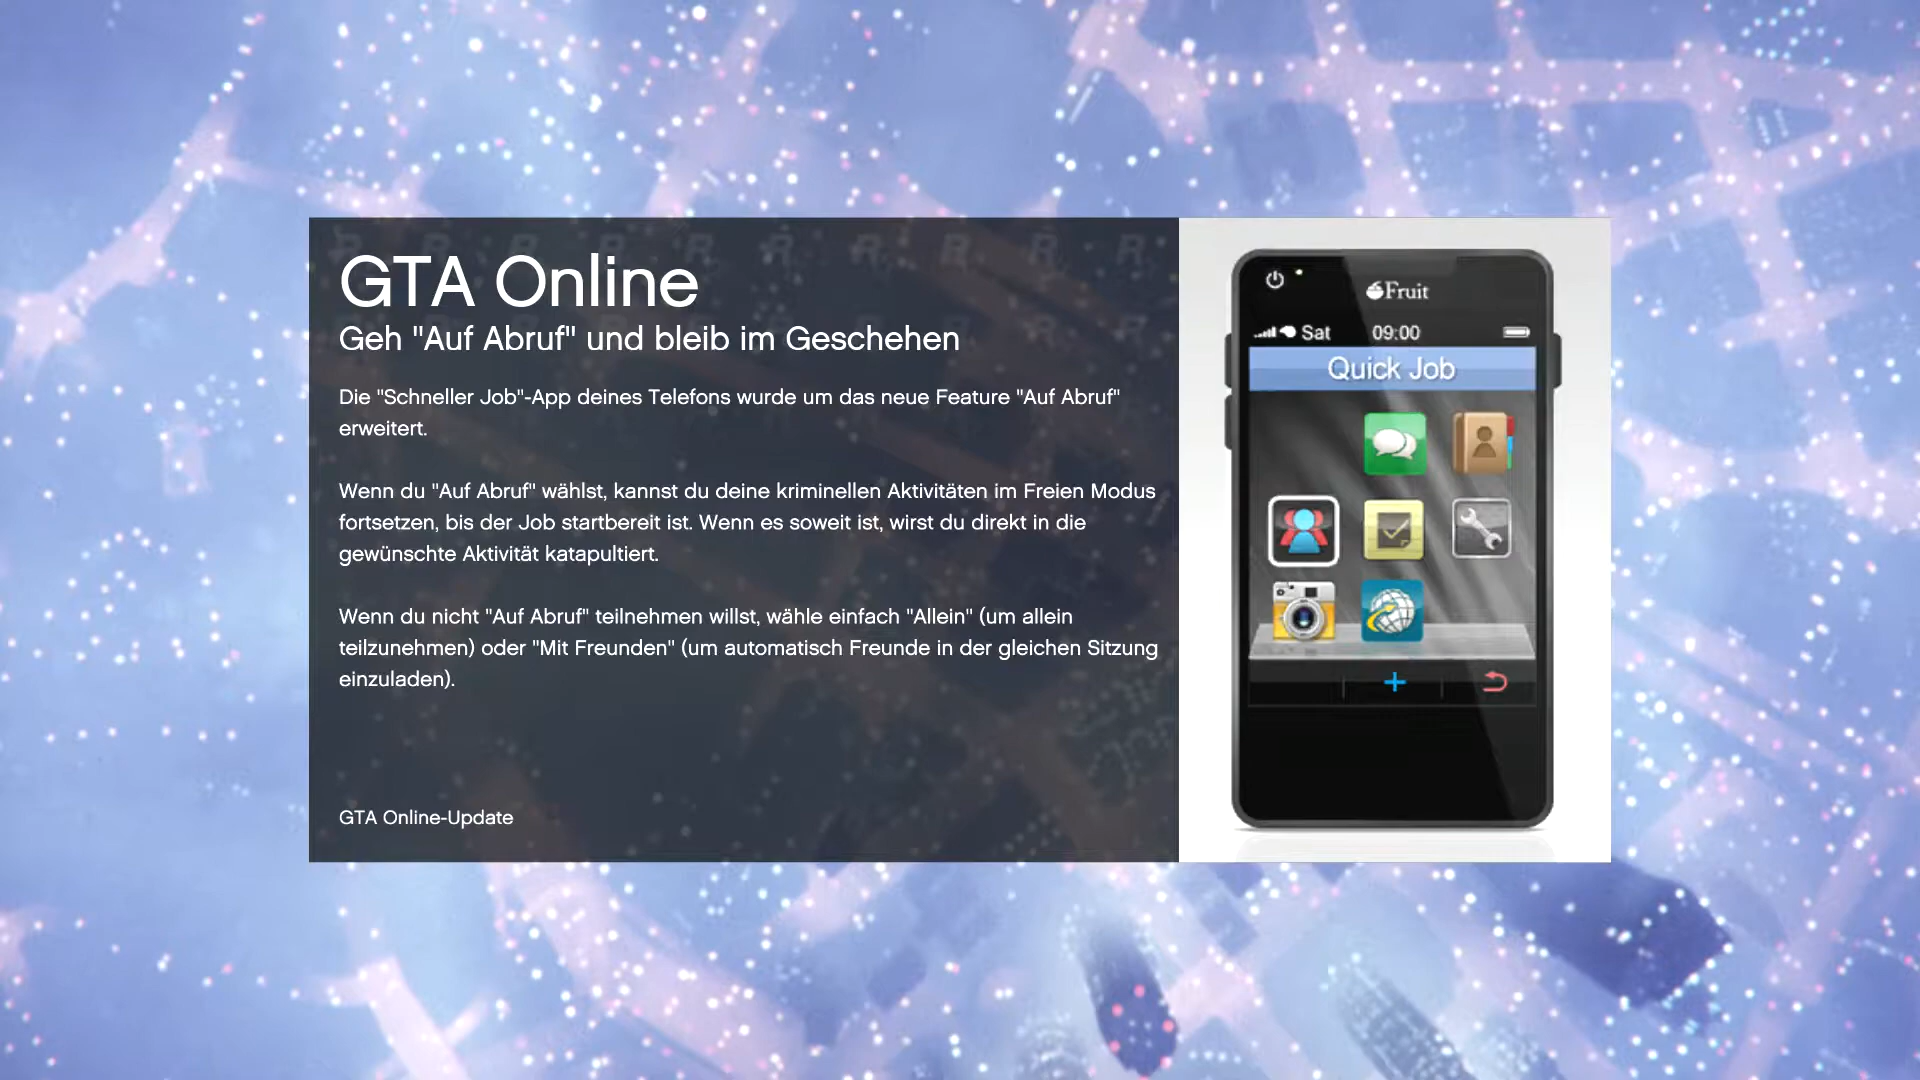 GTA Online
Geh "Auf Abruf" und bleib im Geschehen
Die "Schneller Job"-App deines Telefons wurde um das neue Feature "Auf Abruf"
erweitert.
Wenn du "Auf Abruf" wählst, kannst du deine kriminellen Aktivitäten im Freien Modus
fortsetzen, bis der Job startbereit ist. Wenn es soweit ist, wirst du direkt in die
gewünschte Aktivität katapultiert.
Wenn du nicht "Auf Abruf" teilnehmen willst, wähle einfach "Allein" (um allein
teilzunehmen) oder "Mit Freunden" (um automatisch Freunde in der gleichen Sitzung
einzuladen).
GTA Online-Update
Fruit
Sat 09:00
Quick Job